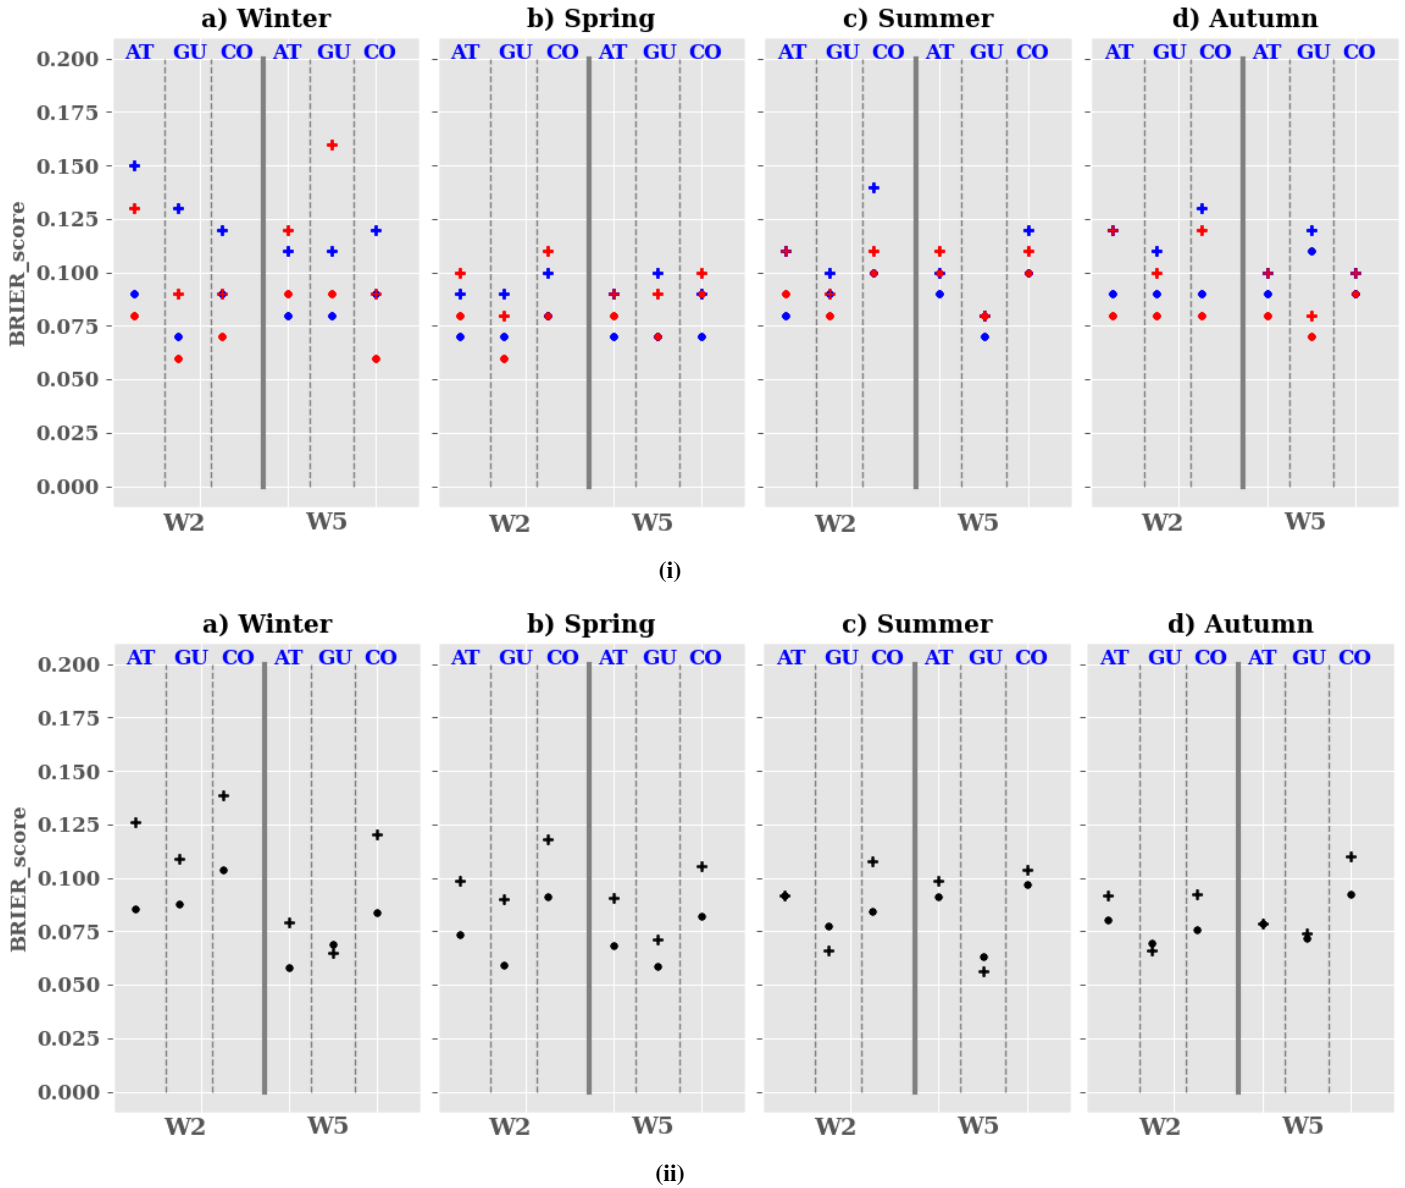 a) Winter b) Spring c) Summer d) Autumn
AT GU CO AT GU CO AT GU CO AT GU CO AT GU CO AT GU CO AT GU CO AT GU CO
0.200
0.175
0.150
0.125
0.100
0.075
0.050
0.025
0.000
BRIER_score
W2 W5 W2 W5 W2 W5 W2 W5
(i)
a) Winter b) Spring c) Summer d) Autumn
AT GU CO AT GU CO AT GU CO AT GU CO AT GU CO AT GU CO AT GU CO AT GU CO
0.200
0.175
0.150
0.125
0.100
0.075
0.050
0.025
0.000
BRIER_score
W2 W5 W2 W5 W2 W5 W2 W5
(ii)